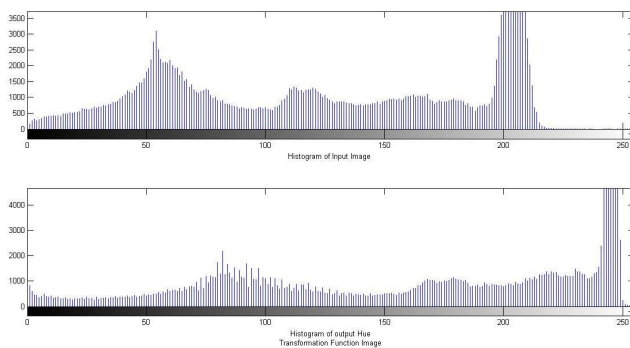 3500
3000
2500
2000
1500
1000
500
0
0 50 100 150 200 250
Histogram of Input Image
4000
3000
2000
1000
0
0 50 100 150 200 250
Histogram of output Hue
Transformation Function Image